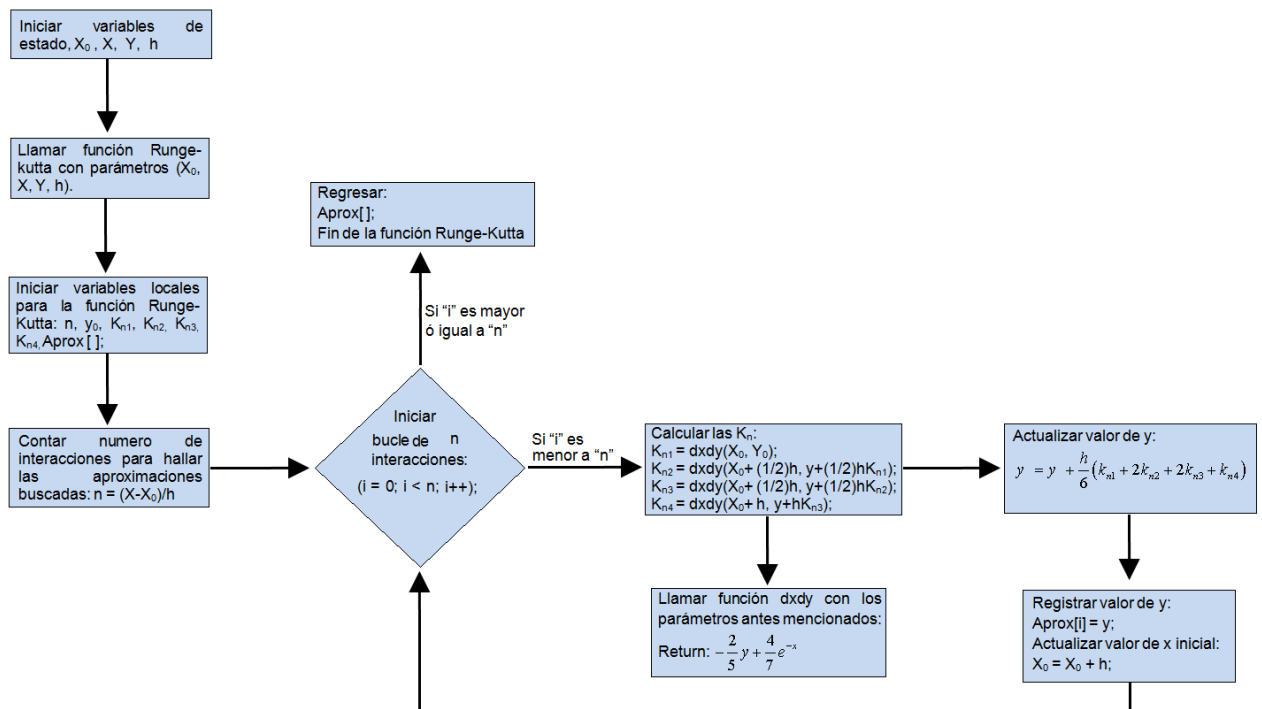 Iniciar variables de
estado, X₀ , X, Y, h
Llamar función Runge-
kutta con parámetros (X₀,
X, Y, h).
Iniciar variables locales
para la función Runge-
Kutta: n, y₀, Kₙ₁, Kₙ₂, Kₙ₃,
Kₙ₄, Aprox [ ];
Contar numero de
interacciones para hallar
las aproximaciones
buscadas: n = (X-X₀)/h
Regresar:
Aprox[ ];
Fin de la función Runge-Kutta
Si “i” es mayor
ó igual a “n”
Iniciar
bucle de n
interacciones:
(i = 0; i < n; i++);
Si “i” es
menor a “n”
Calcular las Kₙ:
Kₙ₁ = dxdy(X₀, Y₀);
Kₙ₂ = dxdy(X₀+ (1/2)h, y+(1/2)hKₙ₁);
Kₙ₃ = dxdy(X₀+ (1/2)h, y+(1/2)hKₙ₂);
Kₙ₄ = dxdy(X₀+ h, y+hKₙ₃);
Llamar función dxdy con los
parámetros antes mencionados:
Return: -2/5 y + 4/7 e⁻ˣ
Actualizar valor de y:
y = y + h/6 (kₙ₁ + 2kₙ₂ + 2kₙ₃ + kₙ₄)
Registrar valor de y:
Aprox[i] = y;
Actualizar valor de x inicial:
X₀ = X₀ + h;